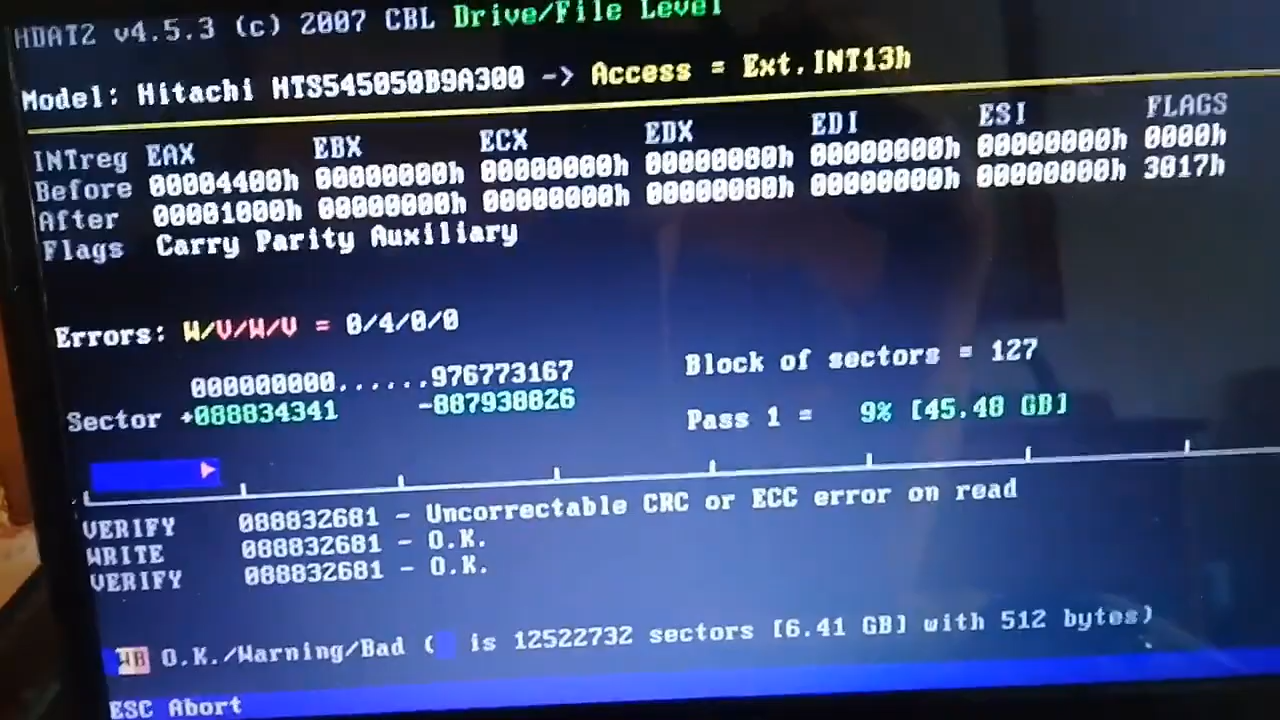 HDAT2 v4.5.3 (c) 2007 CBL Drive/File Level
Model: Hitachi HTS545050B9A300 -> Access = Ext.INT13h
INTreg EAX EBX ECX EDX EDI ESI FLAGS
Before 00004400h 00000000h 00000000h 00000080h 00000000h 00000000h 0000h
After 00001000h 00000000h 00000000h 00000080h 00000000h 00000000h 3017h
Flags Carry Parity Auxiliary
Errors: W/V/W/V = 0/4/0/0
000000000......976773167 Block of sectors = 127
Sector +088834341 -887938826 Pass 1 = 9% [45.48 GB]
VERIFY 088832681 - Uncorrectable CRC or ECC error on read
WRITE 088832681 - O.K.
VERIFY 088832681 - O.K.
WB O.K./Warning/Bad ( is 12522732 sectors [6.41 GB] with 512 bytes)
ESC Abort